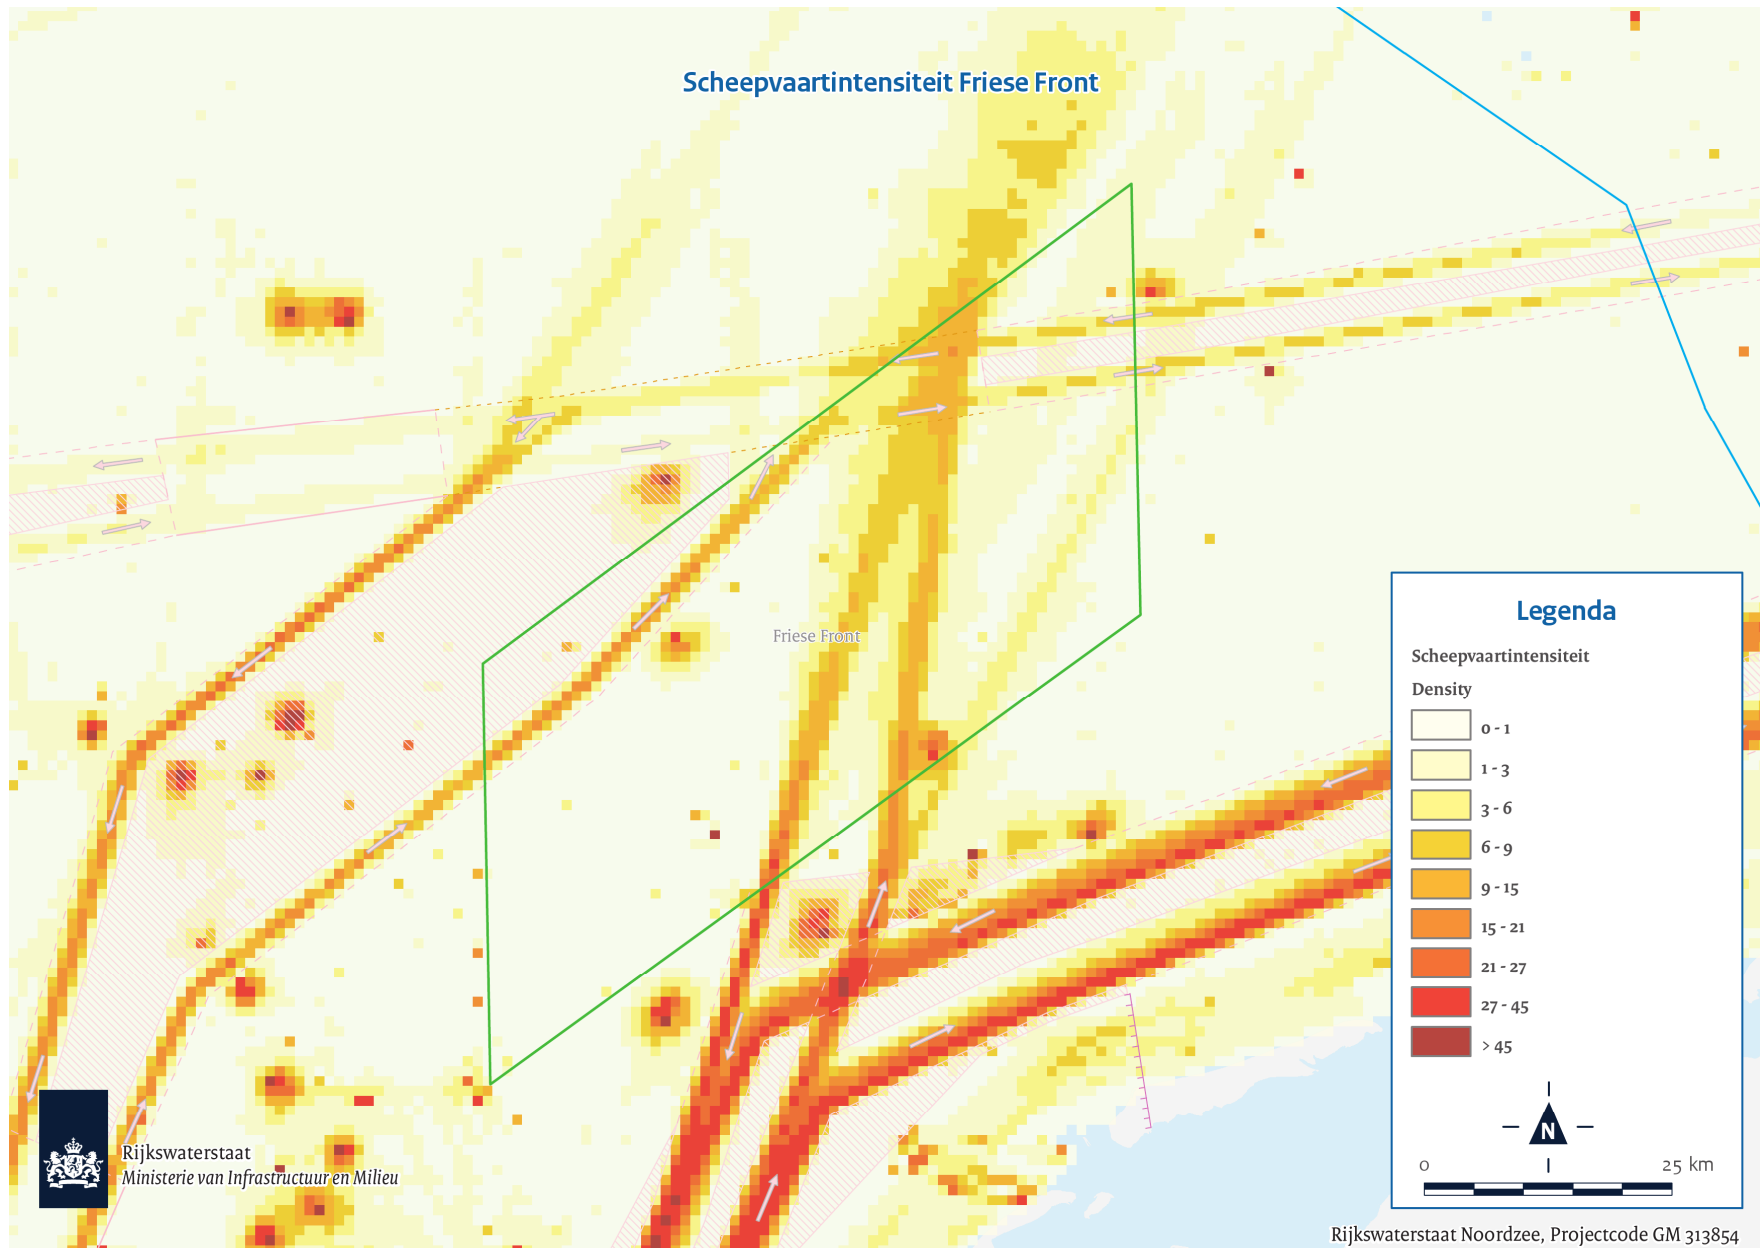 Scheepvaartintensiteit Friese Front
Friese Front
Legenda
Scheepvaartintensiteit
Density
0 - 1
1 - 3
3 - 6
6 - 9
9 - 15
15 - 21
21 - 27
27 - 45
> 45
N
0 25 km
Rijkswaterstaat
Ministerie van Infrastructuur en Milieu
Rijkswaterstaat Noordzee, Projectcode GM 313854